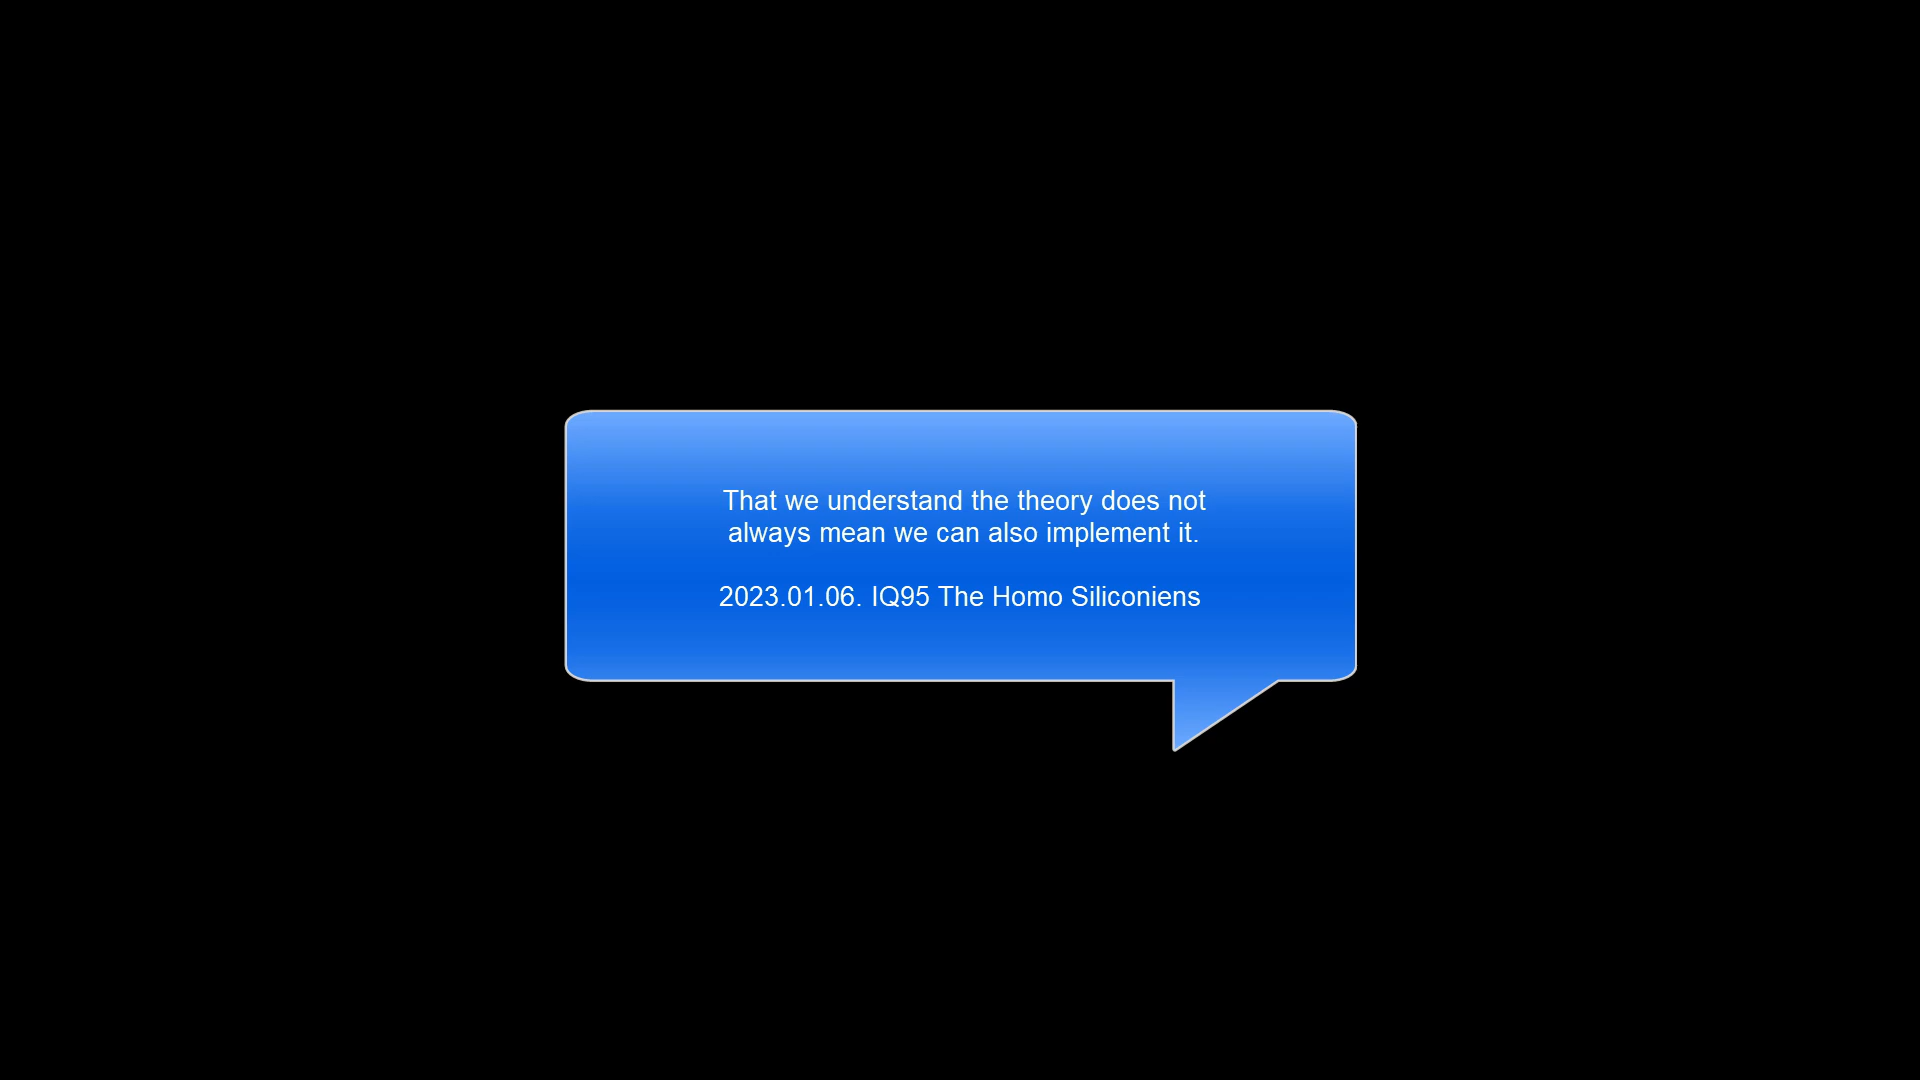 That we understand the theory does not
always mean we can also implement it.
2023.01.06. IQ95 The Homo Siliconiens